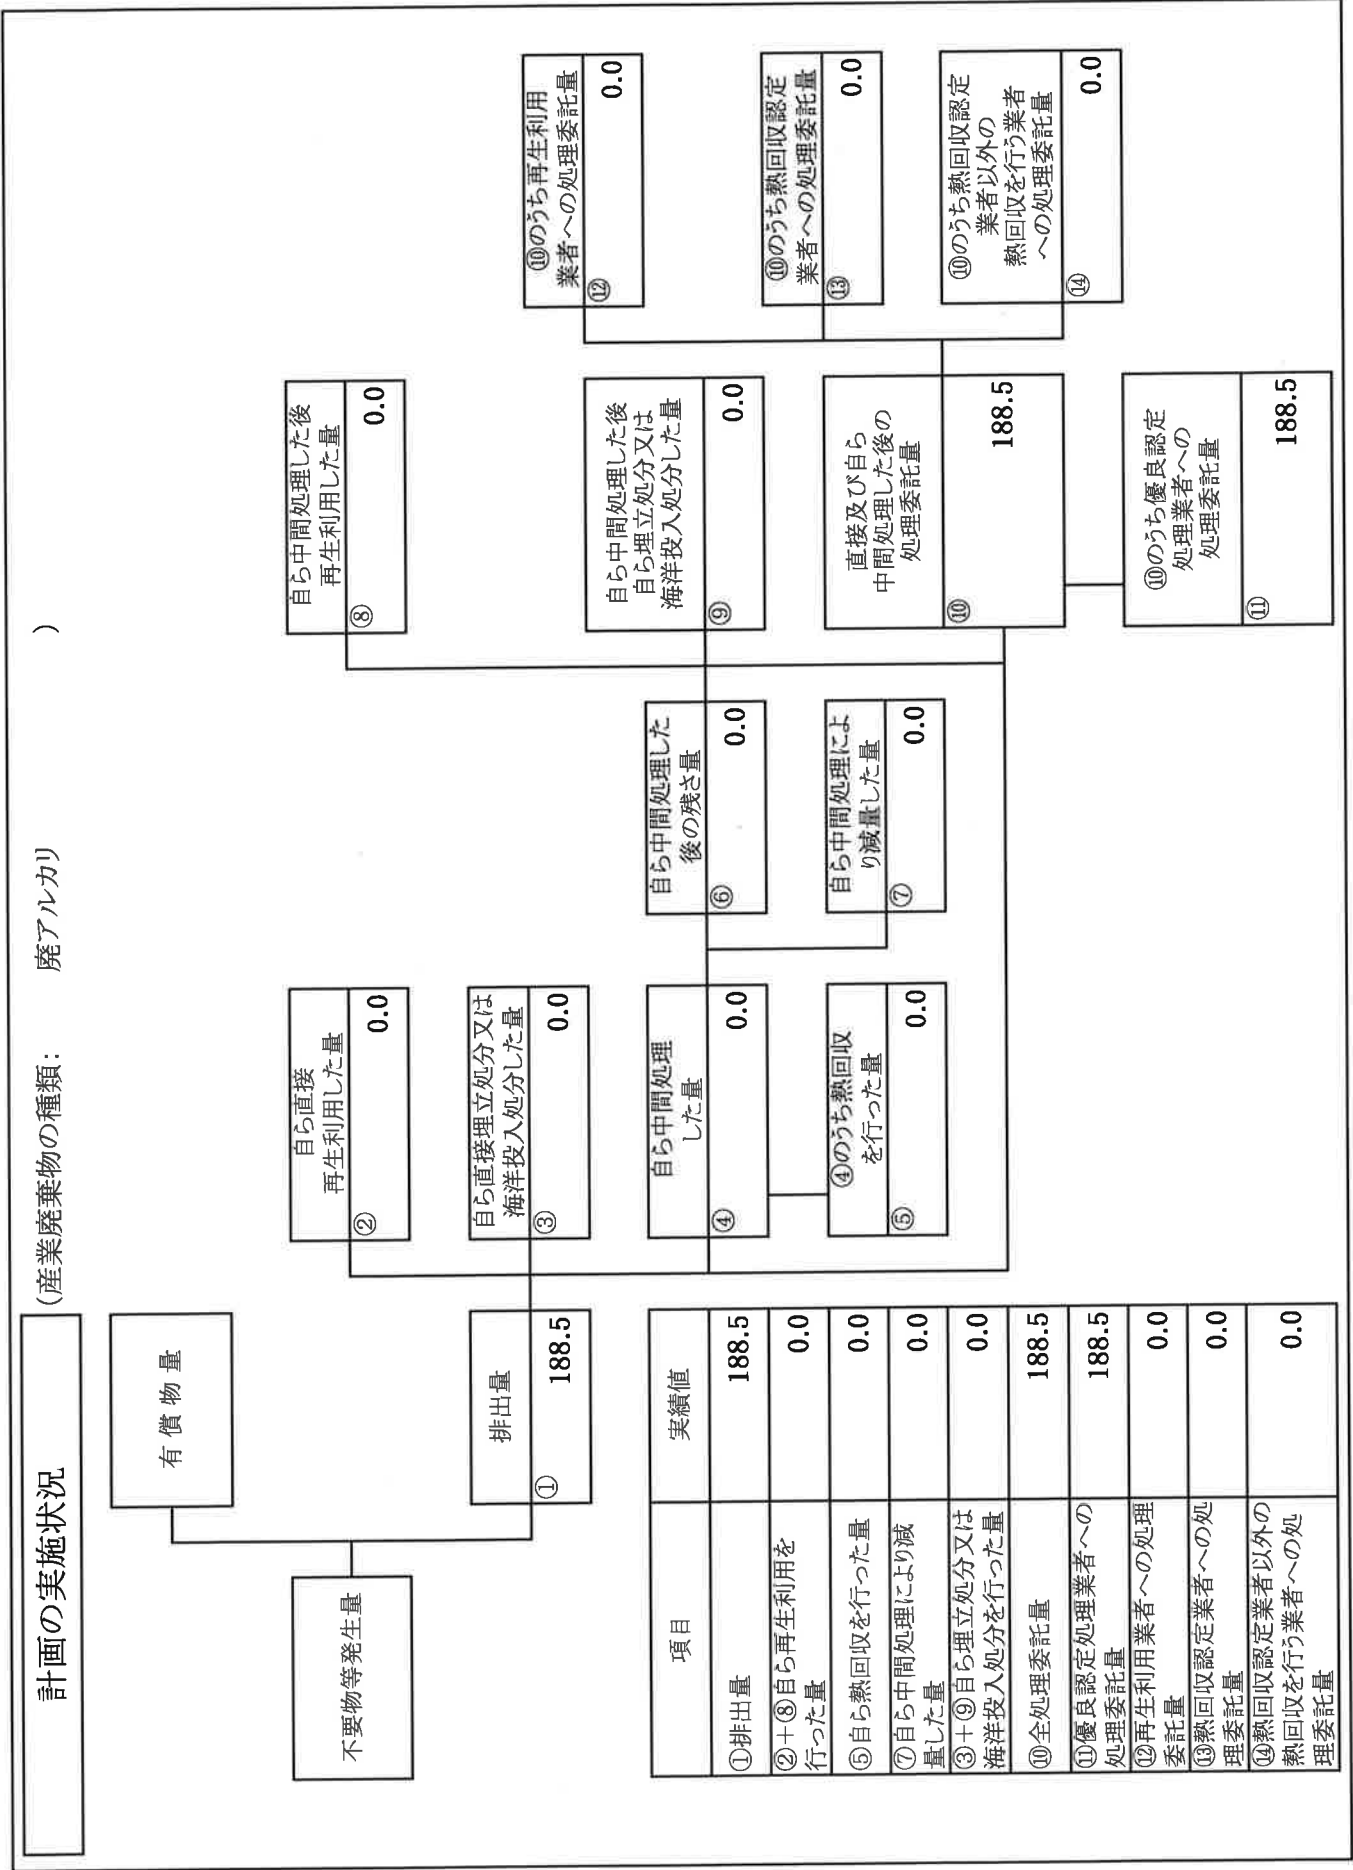 計画の実施状況
(産業廃棄物の種類: 廃アルカリ )
有償物量
不要物等発生量
排出量
① 188.5
自ら直接
再生利用した量
② 0.0
自ら直接埋立処分又は
海洋投入処分した量
③ 0.0
自ら中間処理
した量
④ 0.0
④のうち熱回収
を行った量
⑤ 0.0
自ら中間処理した
後の残さ量
⑥ 0.0
自ら中間処理によ
り減量した量
⑦ 0.0
自ら中間処理した後
再生利用した量
⑧ 0.0
自ら中間処理した後
自ら埋立処分又は
海洋投入処分した量
⑨ 0.0
直接及び自ら
中間処理した後の
処理委託量
⑩ 188.5
⑩のうち優良認定
処理業者への
処理委託量
⑪ 188.5
⑩のうち再生利用
業者への処理委託量
⑫ 0.0
⑩のうち熱回収認定
業者への処理委託量
⑬ 0.0
⑩のうち熱回収認定
業者以外の
熱回収を行う業者
への処理委託量
⑭ 0.0
項目 実績値
①排出量 188.5
②+⑧自ら再生利用を
行った量 0.0
⑤自ら熱回収を行った量 0.0
⑦自ら中間処理により減
量した量 0.0
③+⑨自ら埋立処分又は
海洋投入処分を行った量 0.0
⑩全処理委託量 188.5
⑪優良認定処理業者への
処理委託量 188.5
⑫再生利用業者への処理
委託量 0.0
⑬熱回収認定業者への処
理委託量 0.0
⑭熱回収認定業者以外の
熱回収を行う業者への処
理委託量 0.0